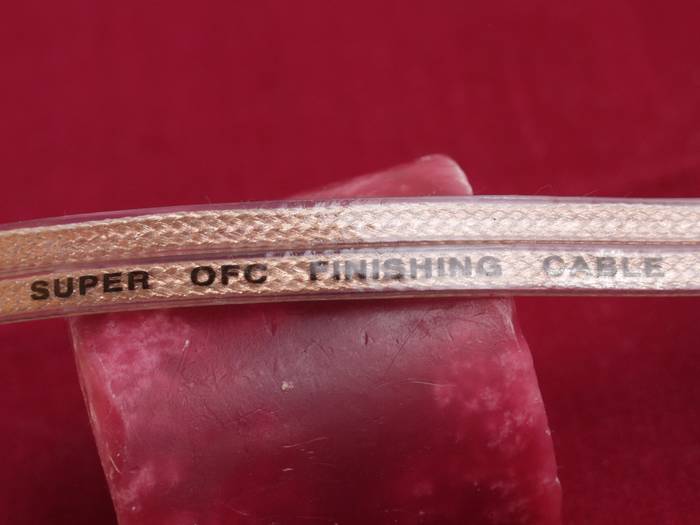 SUPER OFC FINISHING CABLE